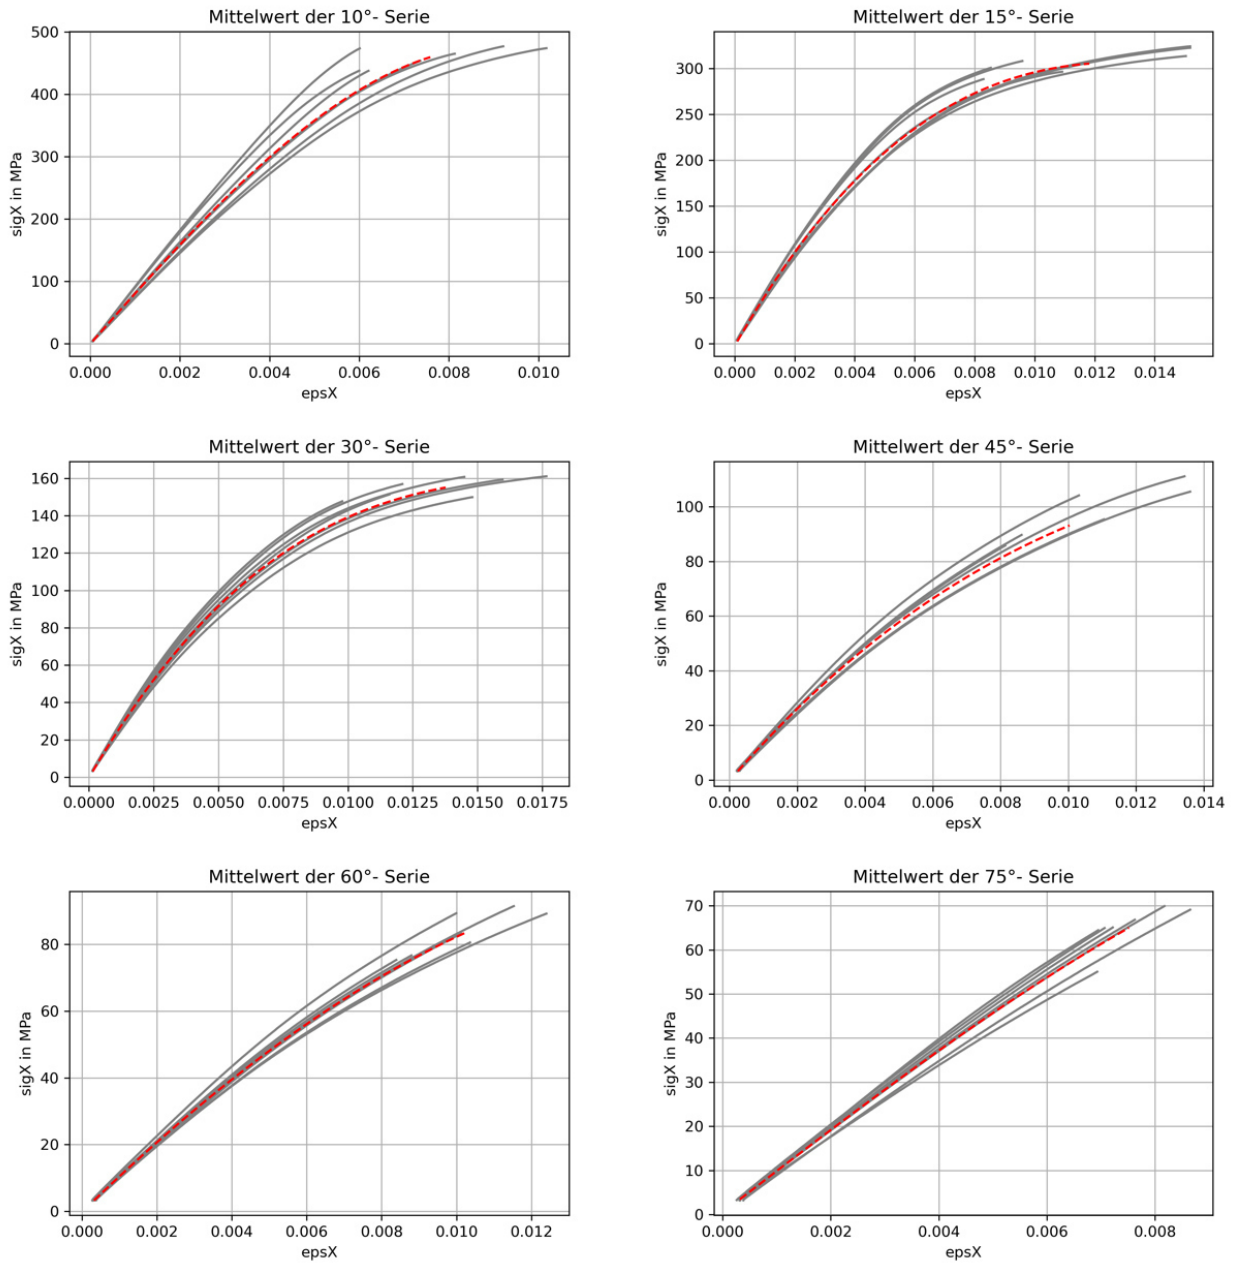 Mittelwert der 10°- Serie
500
400
300
200
100
0
sigX in MPa
0.000 0.002 0.004 0.006 0.008 0.010
epsX
Mittelwert der 15°- Serie
300
250
200
150
100
50
0
sigX in MPa
0.000 0.002 0.004 0.006 0.008 0.010 0.012 0.014
epsX
Mittelwert der 30°- Serie
160
140
120
100
80
60
40
20
0
sigX in MPa
0.0000 0.0025 0.0050 0.0075 0.0100 0.0125 0.0150 0.0175
epsX
Mittelwert der 45°- Serie
100
80
60
40
20
0
sigX in MPa
0.000 0.002 0.004 0.006 0.008 0.010 0.012 0.014
epsX
Mittelwert der 60°- Serie
80
60
40
20
0
sigX in MPa
0.000 0.002 0.004 0.006 0.008 0.010 0.012
epsX
Mittelwert der 75°- Serie
70
60
50
40
30
20
10
0
sigX in MPa
0.000 0.002 0.004 0.006 0.008
epsX